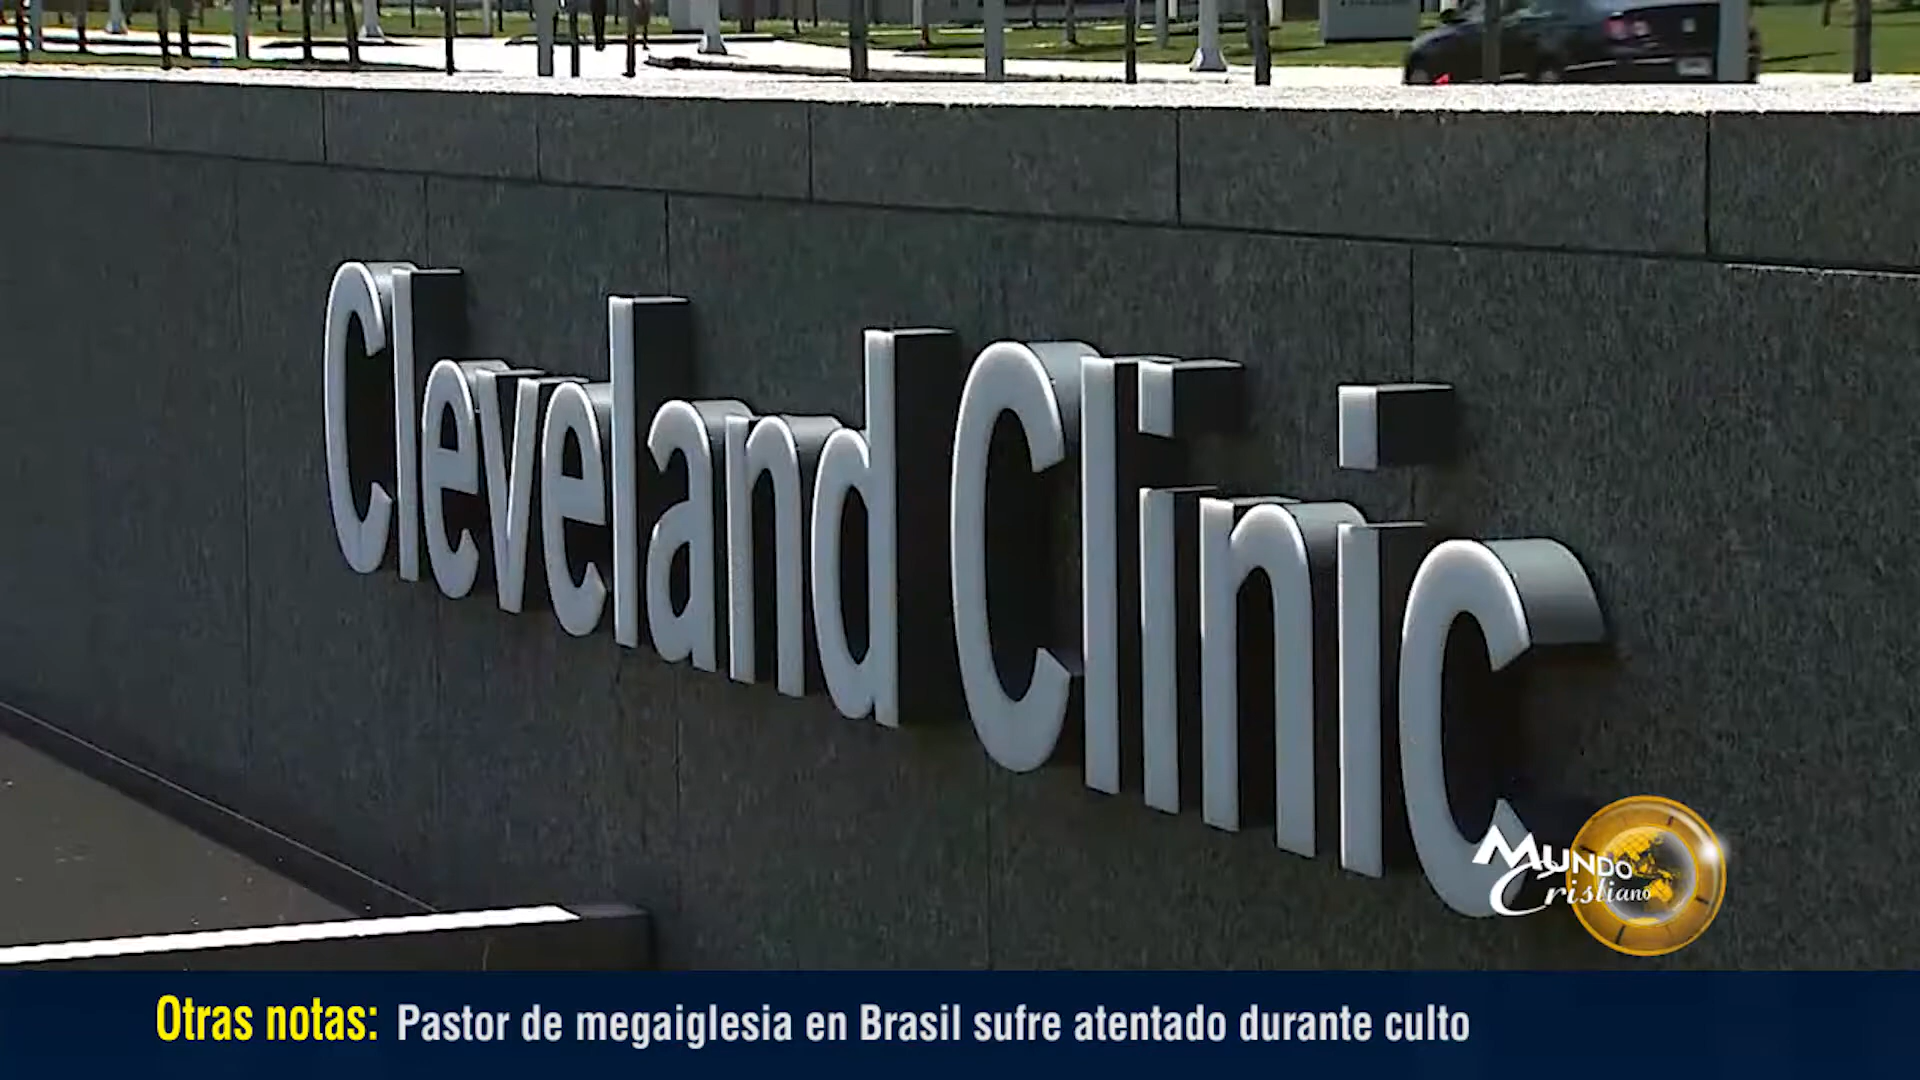 Cleveland Clinic
MUNDO
Cristiano
Otras notas: Pastor de megaiglesia en Brasil sufre atentado durante culto